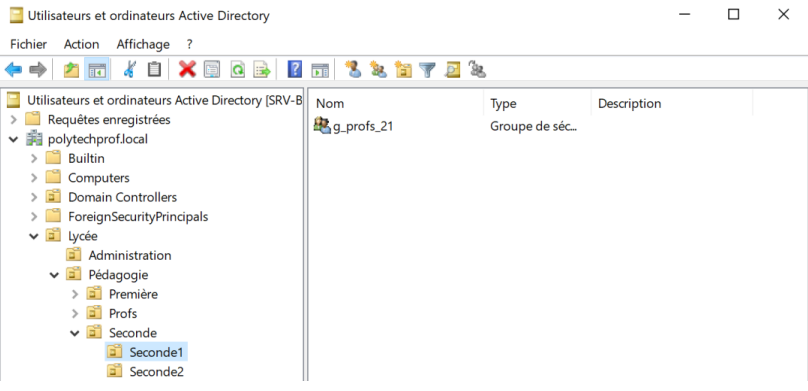 Utilisateurs et ordinateurs Active Directory
Fichier Action Affichage ?
Utilisateurs et ordinateurs Active Directory [SRV-B
Requêtes enregistrées
polytechprof.local
Builtin
Computers
Domain Controllers
ForeignSecurityPrincipals
Lycée
Administration
Pédagogie
Première
Profs
Seconde
Seconde1
Seconde2
Nom Type Description
g_profs_21 Groupe de séc...